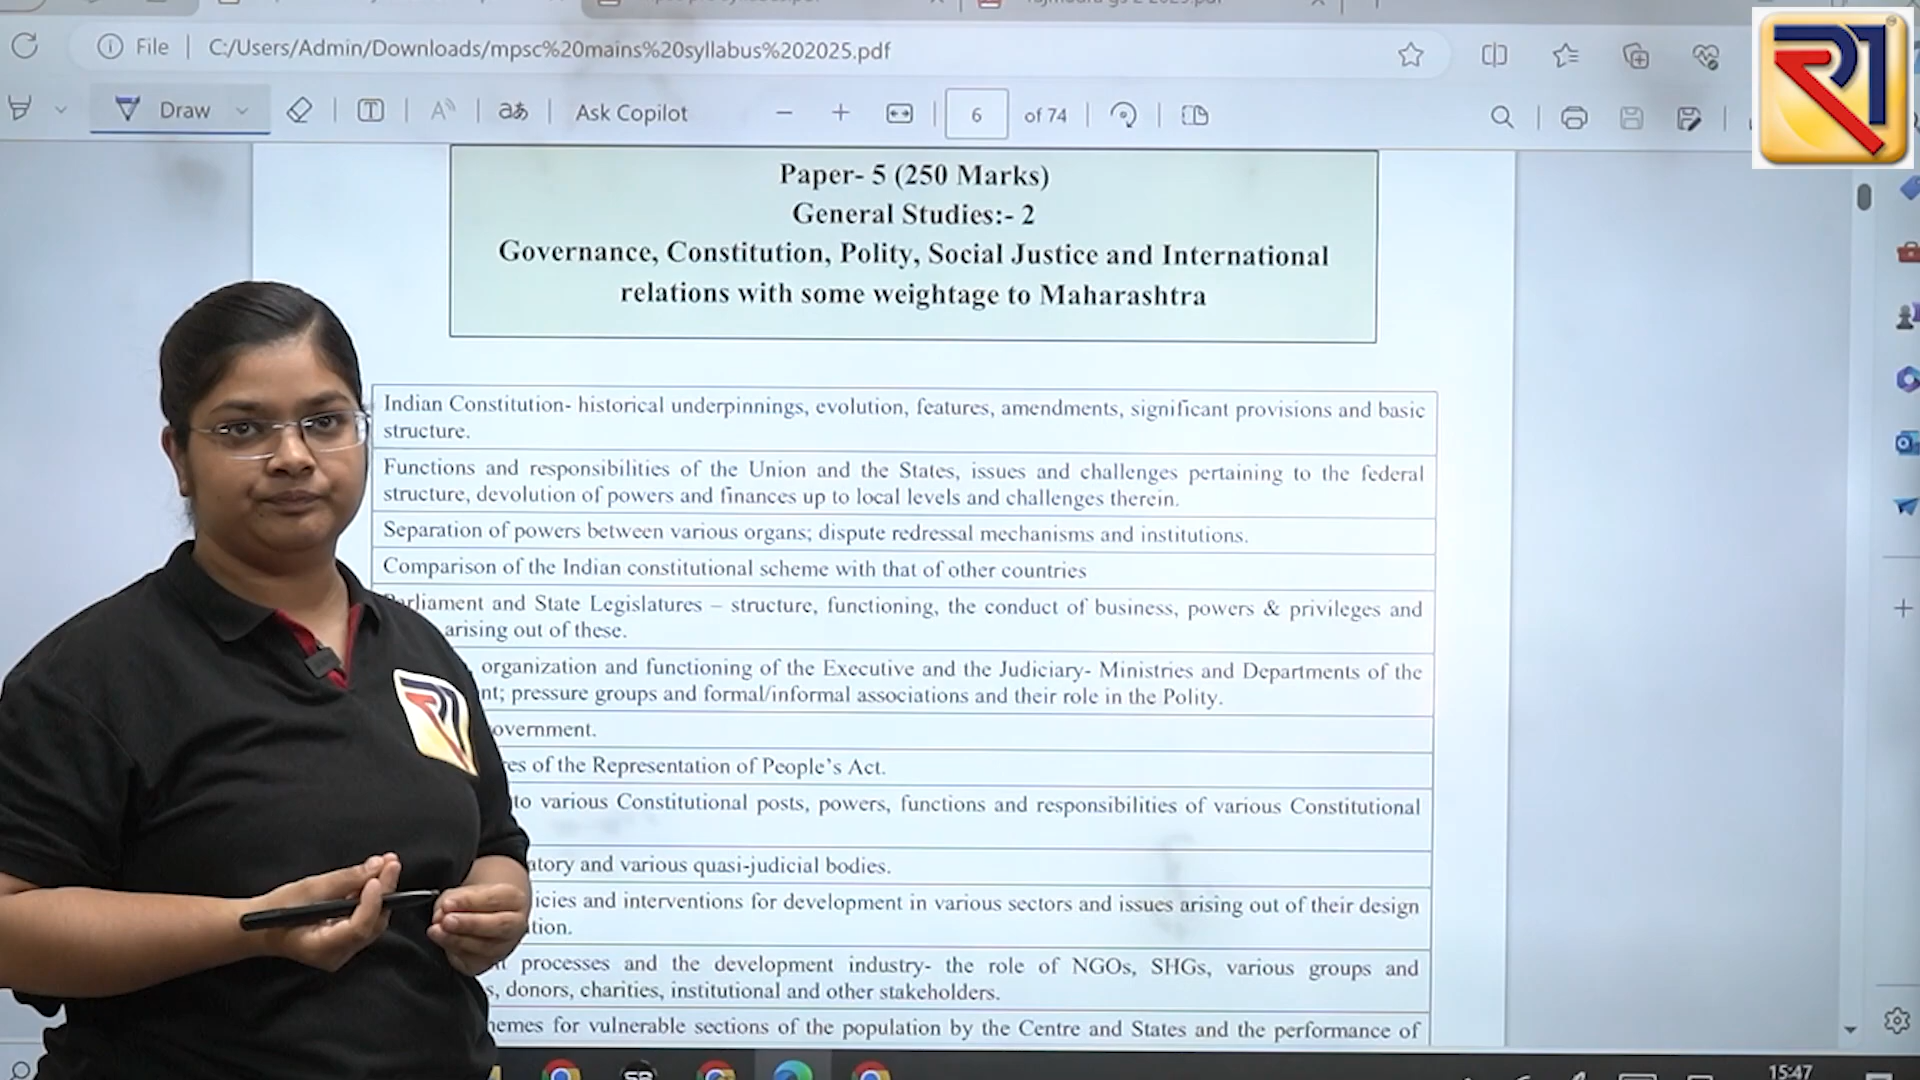 File
C:/Users/Admin/Downloads/mpsc%20mains%20syllabus%202025.pdf
Draw
Ask Copilot
6
of 74
Paper- 5 (250 Marks)
General Studies:- 2
Governance, Constitution, Polity, Social Justice and International
relations with some weightage to Maharashtra
Indian Constitution- historical underpinnings, evolution, features, amendments, significant provisions and basic
structure.
Functions and responsibilities of the Union and the States, issues and challenges pertaining to the federal
structure, devolution of powers and finances up to local levels and challenges therein.
Separation of powers between various organs; dispute redressal mechanisms and institutions.
Comparison of the Indian constitutional scheme with that of other countries
and State Legislatures – structure, functioning, the conduct of business, powers & privileges and
arising out of these.
organization and functioning of the Executive and the Judiciary- Ministries and Departments of the
pressure groups and formal/informal associations and their role in the Polity.
of the Representation of People's Act.
to various Constitutional posts, powers, functions and responsibilities of various Constitutional
and various quasi-judicial bodies.
and interventions for development in various sectors and issues arising out of their design
processes and the development industry- the role of NGOs, SHGs, various groups and
donors, charities, institutional and other stakeholders.
for vulnerable sections of the population by the Centre and States and the performance of
15:47